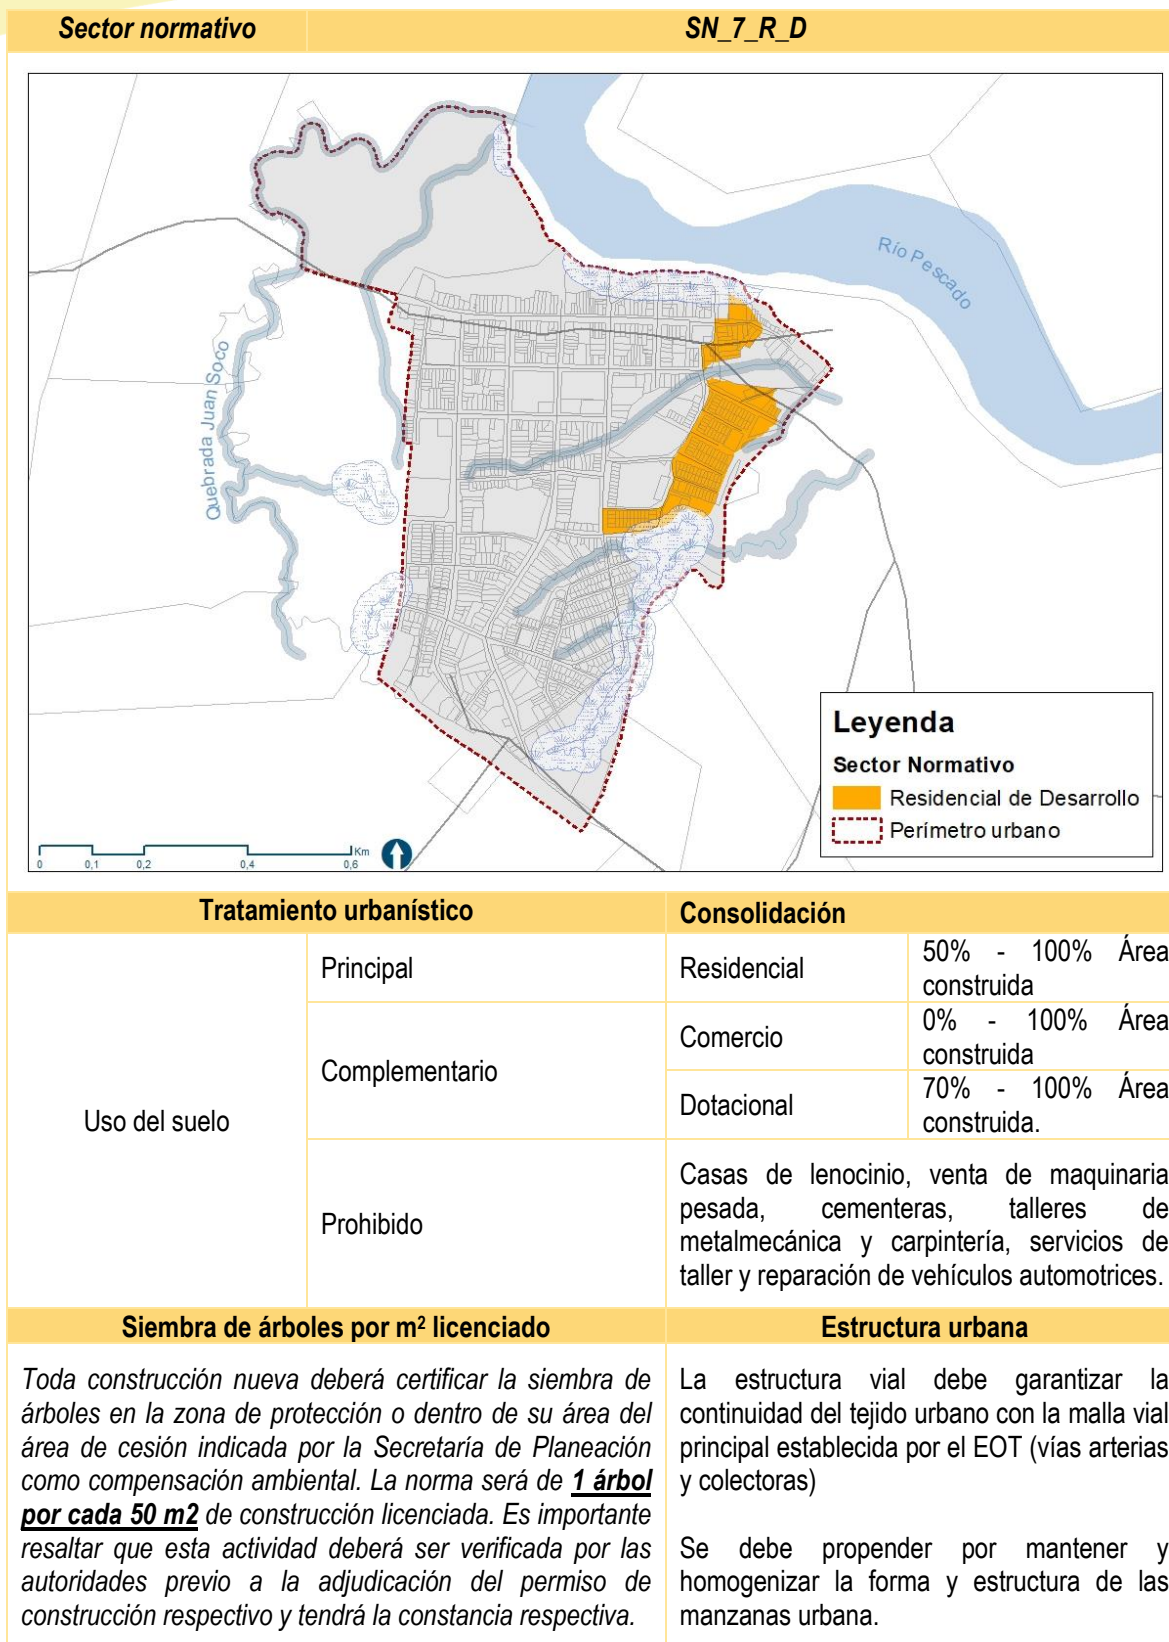 Sector normativo SN_7_R_D
Río Pescado
Quebrada Juan Soco
Leyenda
Sector Normativo
Residencial de Desarrollo
Perímetro urbano
Km
0 0,1 0,2 0,4 0,6
Tratamiento urbanístico Consolidación
Uso del suelo
Principal
Residencial
50% - 100% Área
construida
Complementario
Comercio
0% - 100% Área
construida
Dotacional
70% - 100% Área
construida.
Prohibido
Casas de lenocinio, venta de maquinaria
pesada, cementeras, talleres de
metalmecánica y carpintería, servicios de
taller y reparación de vehículos automotrices.
Siembra de árboles por m² licenciado
Toda construcción nueva deberá certificar la siembra de
árboles en la zona de protección o dentro de su área del
área de cesión indicada por la Secretaría de Planeación
como compensación ambiental. La norma será de 1 árbol
por cada 50 m2 de construcción licenciada. Es importante
resaltar que esta actividad deberá ser verificada por las
autoridades previo a la adjudicación del permiso de
construcción respectivo y tendrá la constancia respectiva.
Estructura urbana
La estructura vial debe garantizar la
continuidad del tejido urbano con la malla vial
principal establecida por el EOT (vías arterias
y colectoras)
Se debe propender por mantener y
homogenizar la forma y estructura de las
manzanas urbana.